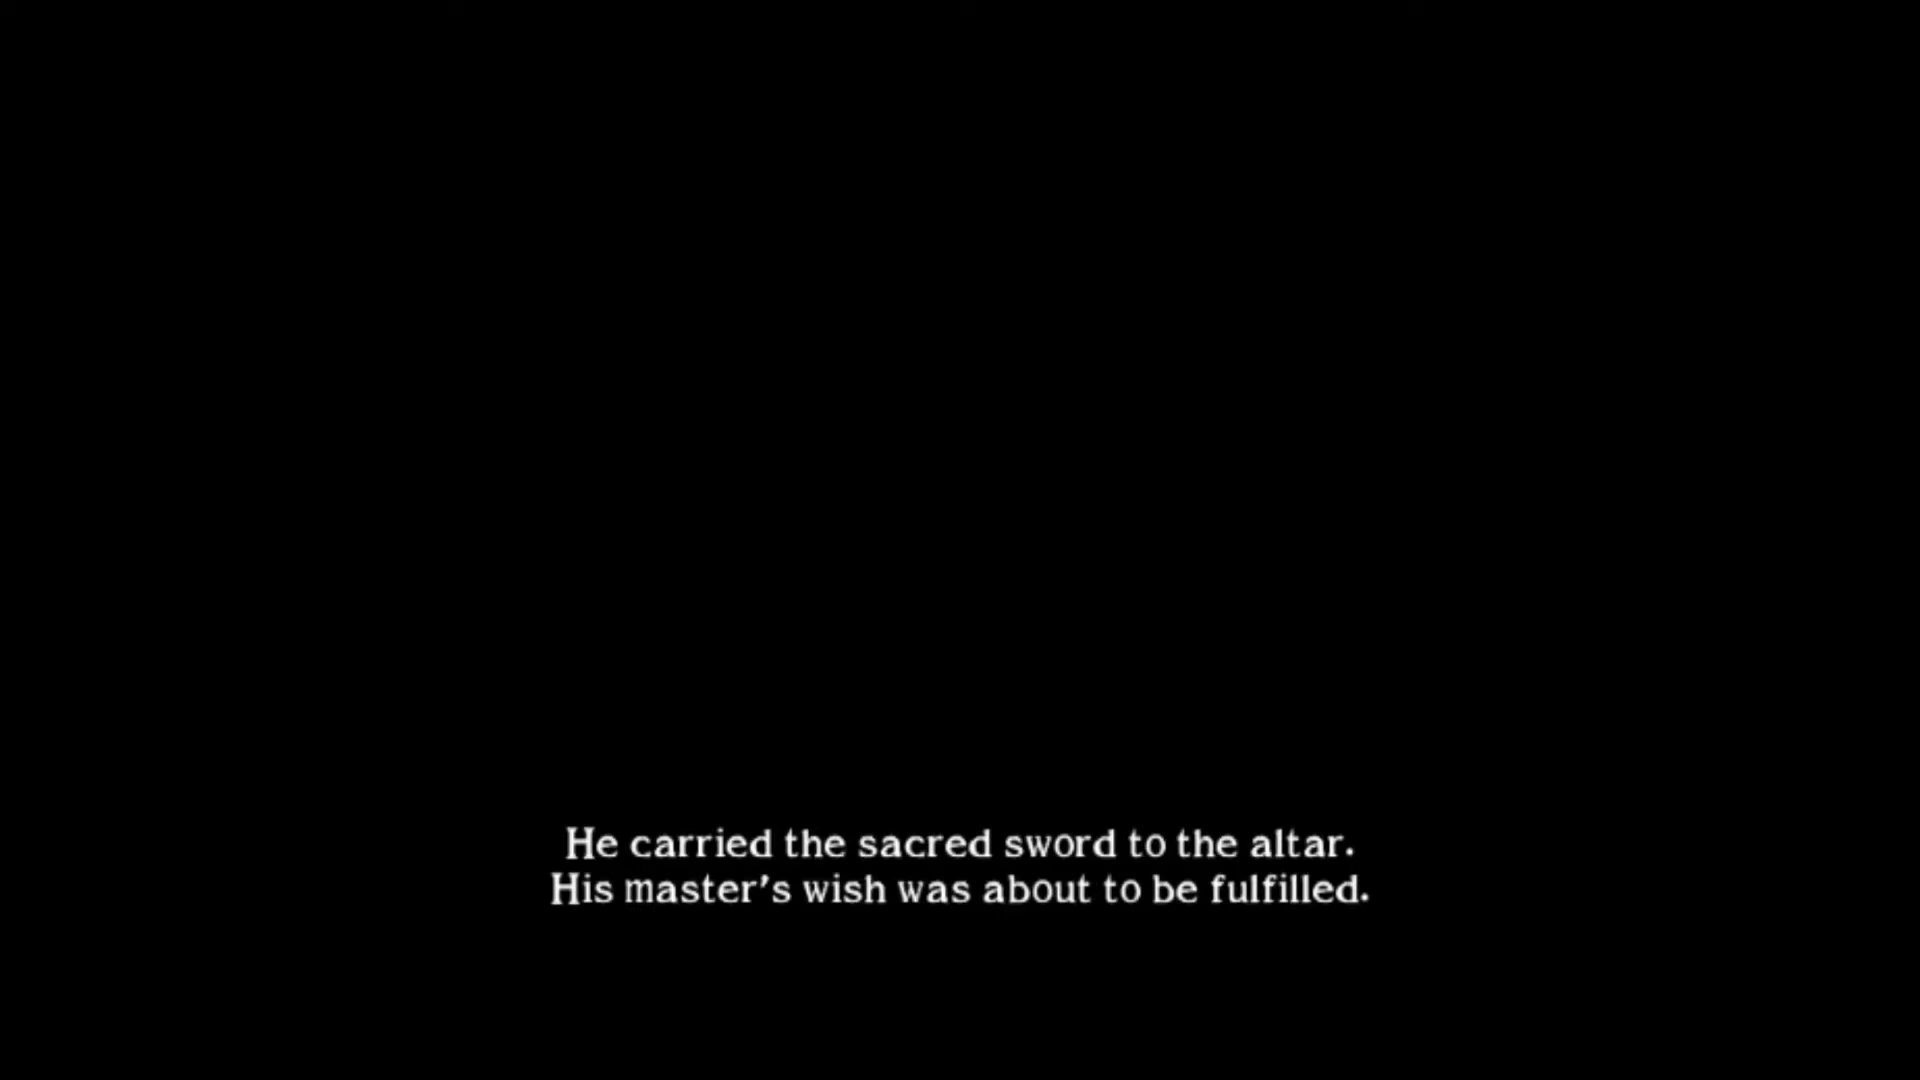 He carried the sacred sword to the altar.
His master's wish was about to be fulfilled.